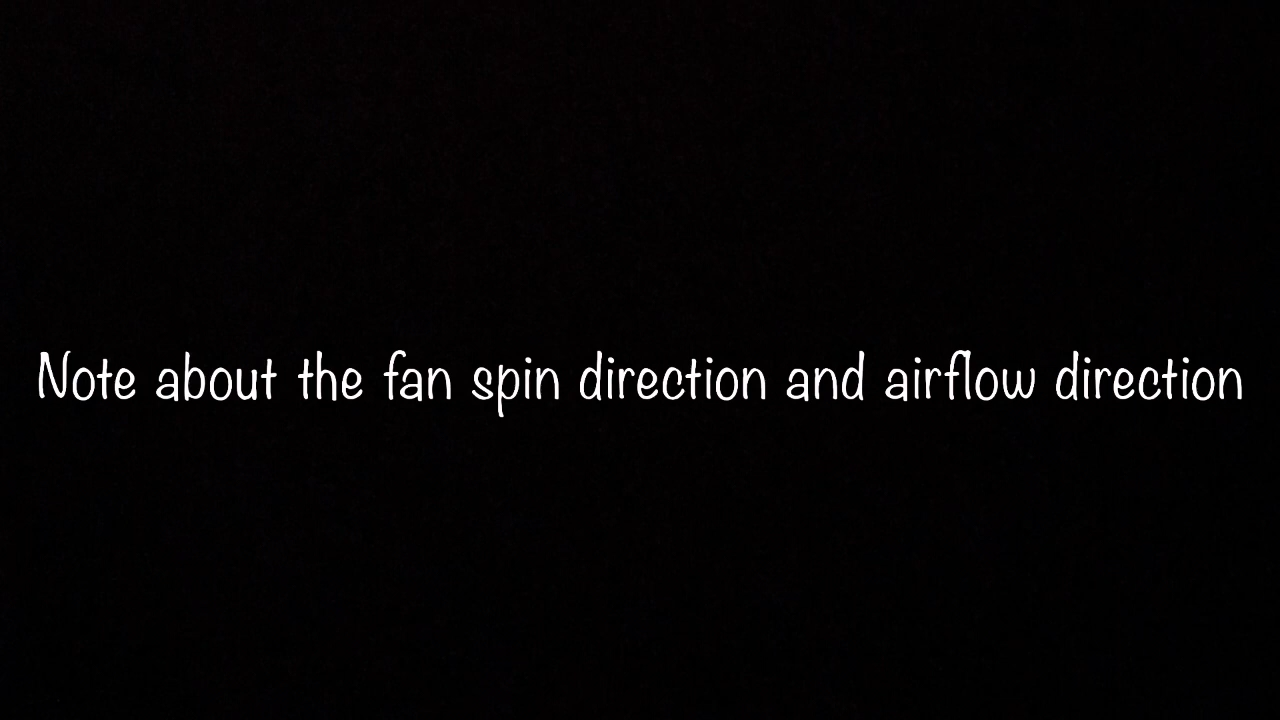 Note about the fan spin direction and airflow direction